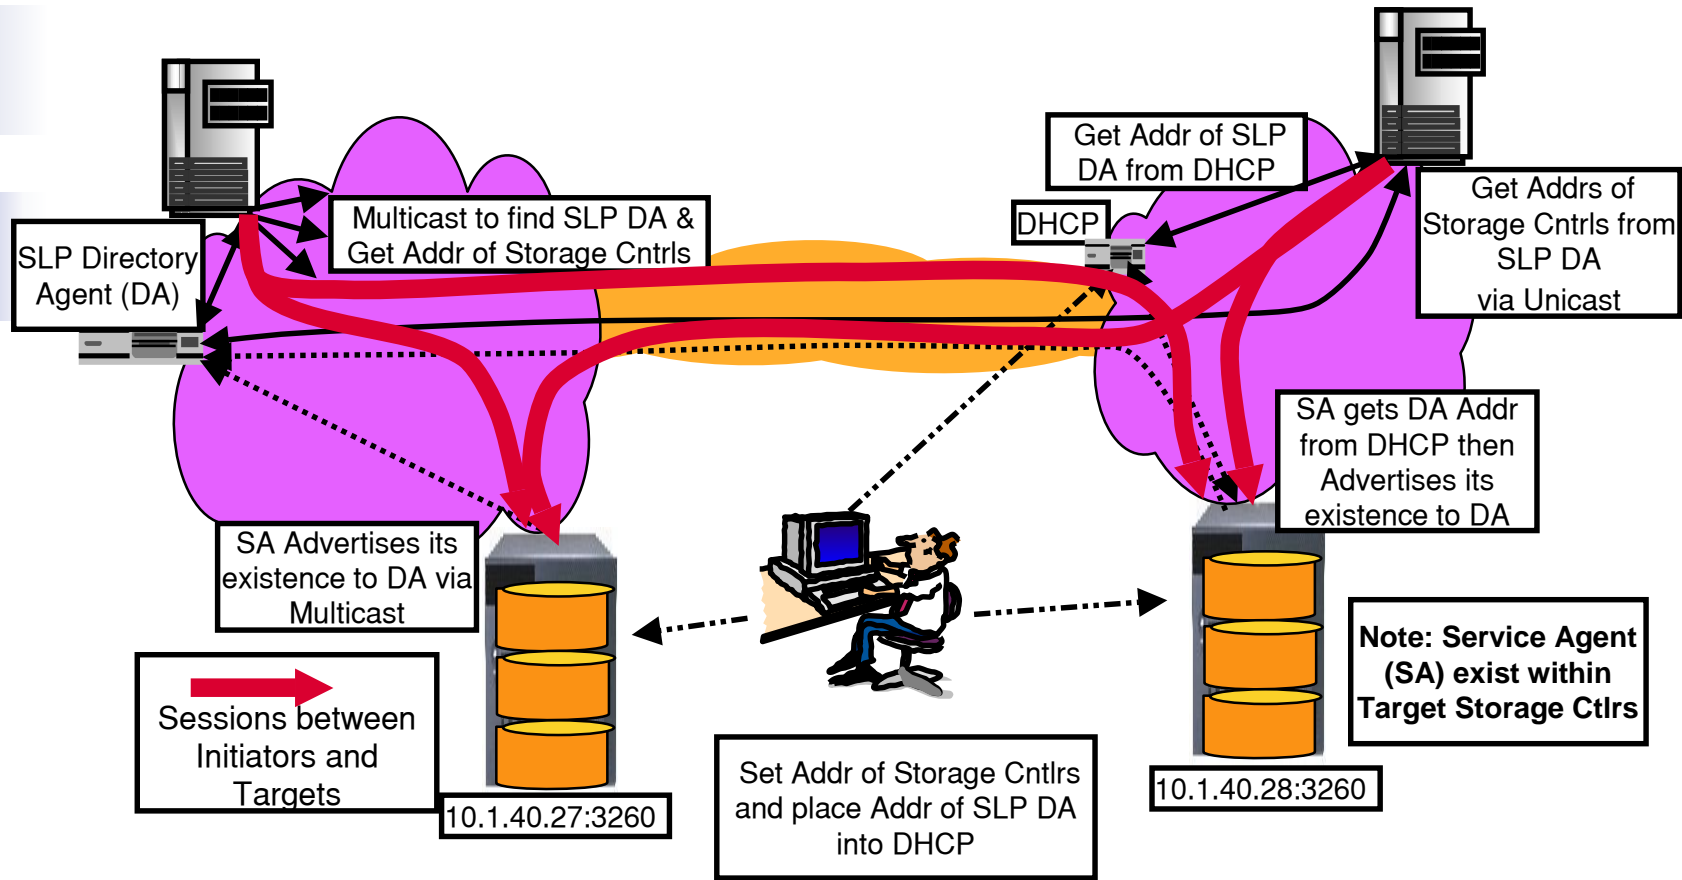 Get Addr of SLP
DA from DHCP
Get Addrs of
Storage Cntrls from
SLP DA
via Unicast
Multicast to find SLP DA &
Get Addr of Storage Cntrls
DHCP
SLP Directory
Agent (DA)
SA gets DA Addr
from DHCP then
Advertises its
existence to DA
SA Advertises its
existence to DA via
Multicast
Note: Service Agent
(SA) exist within
Target Storage Ctlrs
Sessions between
Initiators and
Targets
Set Addr of Storage Cntlrs
and place Addr of SLP DA
into DHCP
10.1.40.27:3260
10.1.40.28:3260